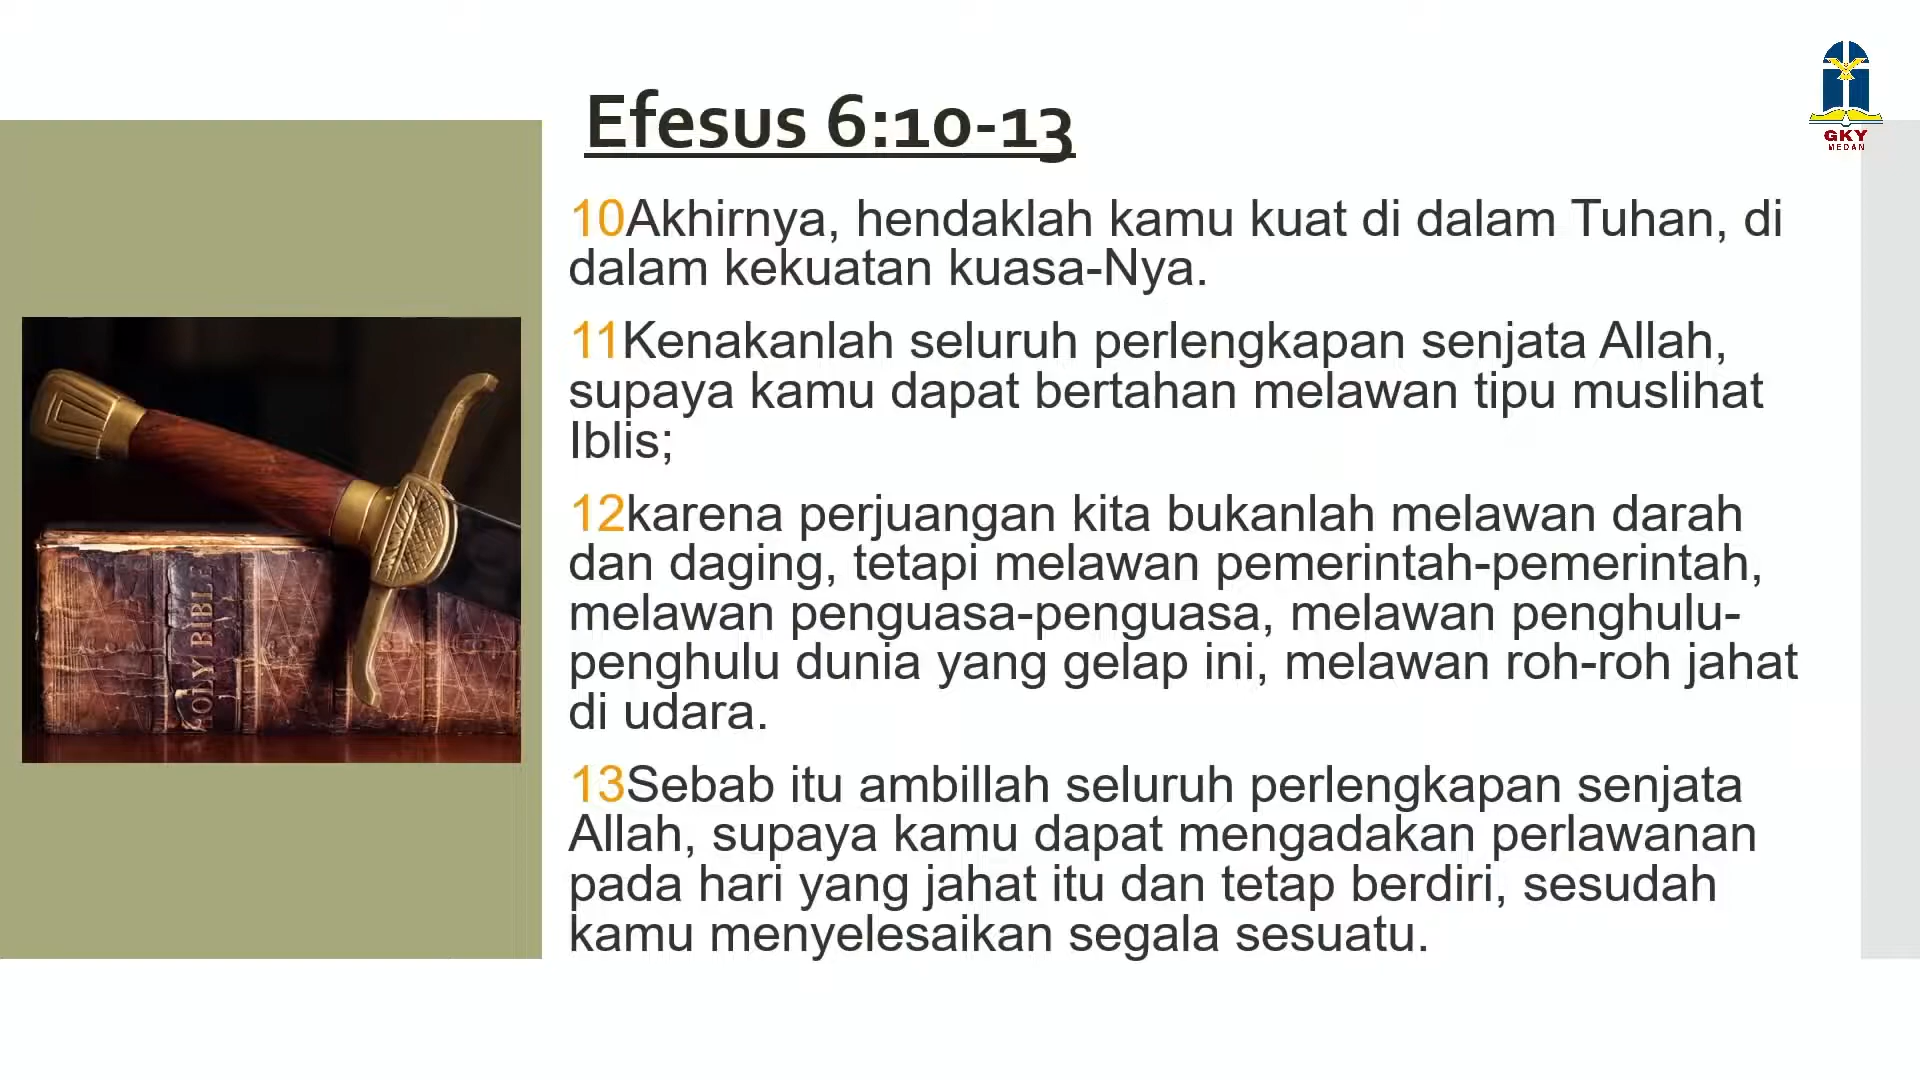 Efesus 6:10-13
10Akhirnya, hendaklah kamu kuat di dalam Tuhan, di
dalam kekuatan kuasa-Nya.
11Kenakanlah seluruh perlengkapan senjata Allah,
supaya kamu dapat bertahan melawan tipu muslihat
Iblis;
12karena perjuangan kita bukanlah melawan darah
dan daging, tetapi melawan pemerintah-pemerintah,
melawan penguasa-penguasa, melawan penghulu-
penghulu dunia yang gelap ini, melawan roh-roh jahat
di udara.
13Sebab itu ambillah seluruh perlengkapan senjata
Allah, supaya kamu dapat mengadakan perlawanan
pada hari yang jahat itu dan tetap berdiri, sesudah
kamu menyelesaikan segala sesuatu.
HOLY BIBLE
GKY
MEDAN